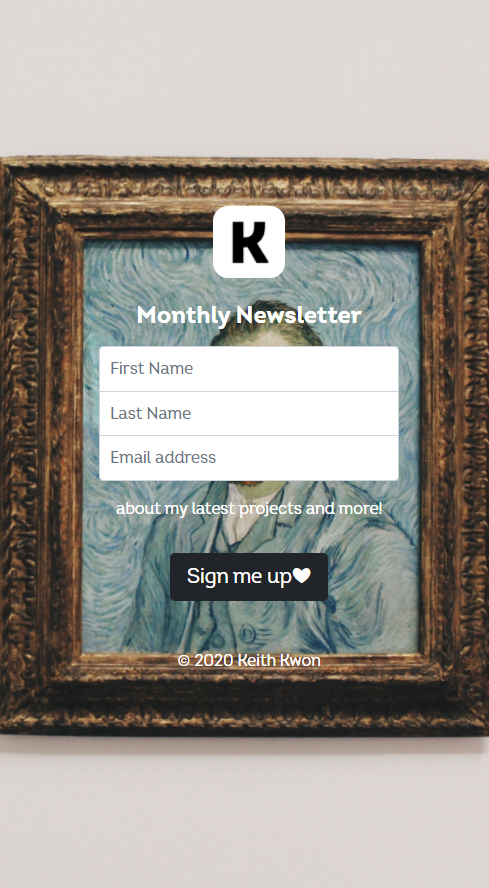 K
Monthly Newsletter
First Name
Last Name
Email address
about my latest projects and more!
Sign me up🤍
© 2020 Keith Kwon